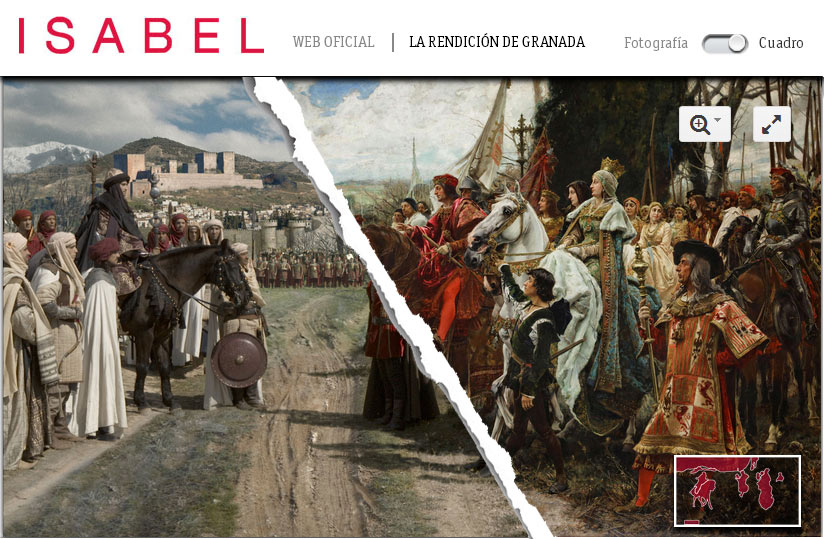 ISABEL
WEB OFICIAL | LA RENDICIÓN DE GRANADA
Fotografía
Cuadro